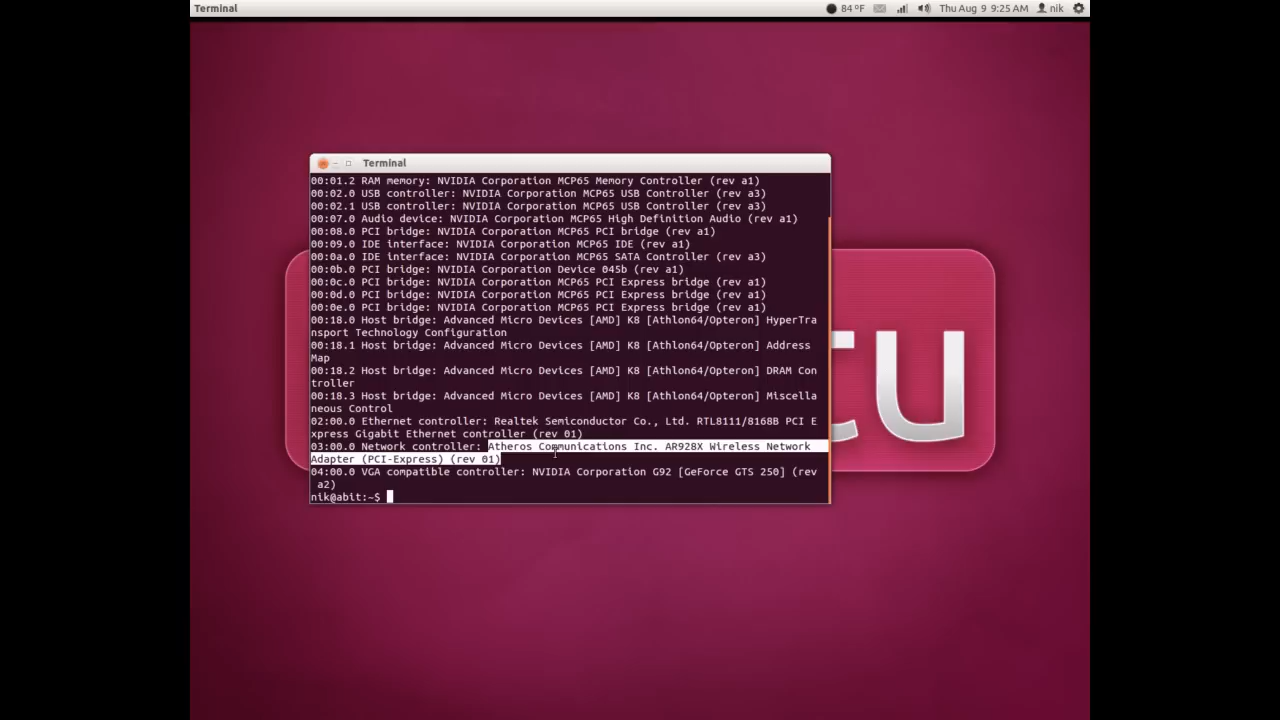 Terminal
84 °F
Thu Aug 9 9:25 AM
nik
Terminal
00:01.2 RAM memory: NVIDIA Corporation MCP65 Memory Controller (rev a1)
00:02.0 USB controller: NVIDIA Corporation MCP65 USB Controller (rev a3)
00:02.1 USB controller: NVIDIA Corporation MCP65 USB Controller (rev a3)
00:07.0 Audio device: NVIDIA Corporation MCP65 High Definition Audio (rev a1)
00:08.0 PCI bridge: NVIDIA Corporation MCP65 PCI bridge (rev a1)
00:09.0 IDE interface: NVIDIA Corporation MCP65 IDE (rev a1)
00:0a.0 IDE interface: NVIDIA Corporation MCP65 SATA Controller (rev a3)
00:0b.0 PCI bridge: NVIDIA Corporation Device 045b (rev a1)
00:0c.0 PCI bridge: NVIDIA Corporation MCP65 PCI Express bridge (rev a1)
00:0d.0 PCI bridge: NVIDIA Corporation MCP65 PCI Express bridge (rev a1)
00:0e.0 PCI bridge: NVIDIA Corporation MCP65 PCI Express bridge (rev a1)
00:18.0 Host bridge: Advanced Micro Devices [AMD] K8 [Athlon64/Opteron] HyperTra
nsport Technology Configuration
00:18.1 Host bridge: Advanced Micro Devices [AMD] K8 [Athlon64/Opteron] Address
Map
00:18.2 Host bridge: Advanced Micro Devices [AMD] K8 [Athlon64/Opteron] DRAM Con
troller
00:18.3 Host bridge: Advanced Micro Devices [AMD] K8 [Athlon64/Opteron] Miscella
neous Control
02:00.0 Ethernet controller: Realtek Semiconductor Co., Ltd. RTL8111/8168B PCI E
xpress Gigabit Ethernet controller (rev 01)
03:00.0 Network controller: Atheros Communications Inc. AR928X Wireless Network
Adapter (PCI-Express) (rev 01)
04:00.0 VGA compatible controller: NVIDIA Corporation G92 [GeForce GTS 250] (rev
a2)
nik@abit:~$
tu